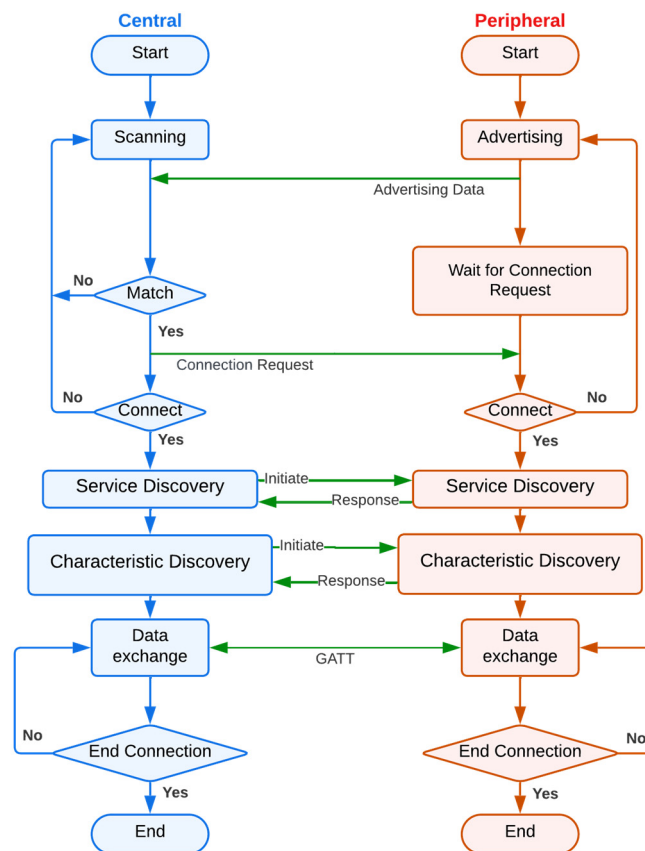 Central
Peripheral
Start
Start
Scanning
Advertising
Advertising Data
Wait for Connection
Request
No
Match
Yes
Connection Request
No
Connect
Connect
No
Yes
Yes
Service Discovery
Initiate
Response
Service Discovery
Characteristic Discovery
Initiate
Response
Characteristic Discovery
Data
exchange
GATT
Data
exchange
No
End Connection
End Connection
No
Yes
Yes
End
End